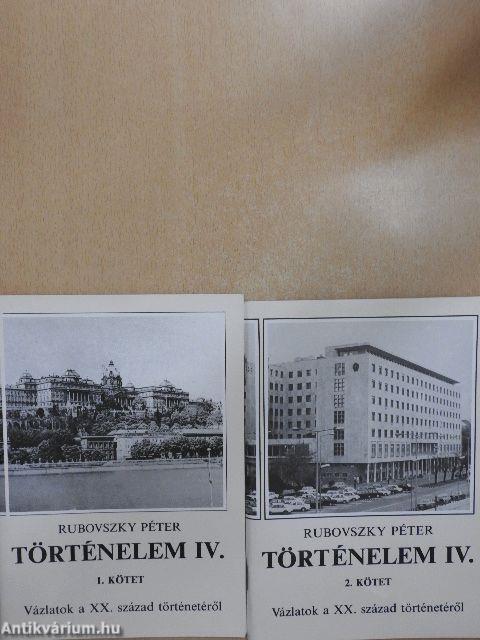 RUBOVSZKY PÉTER
TÖRTÉNELEM IV.
1. KÖTET
Vázlatok a XX. század történetéről
RUBOVSZKY PÉTER
TÖRTÉNELEM IV.
2. KÖTET
Vázlatok a XX. század történetéről
Antikvárium.hu